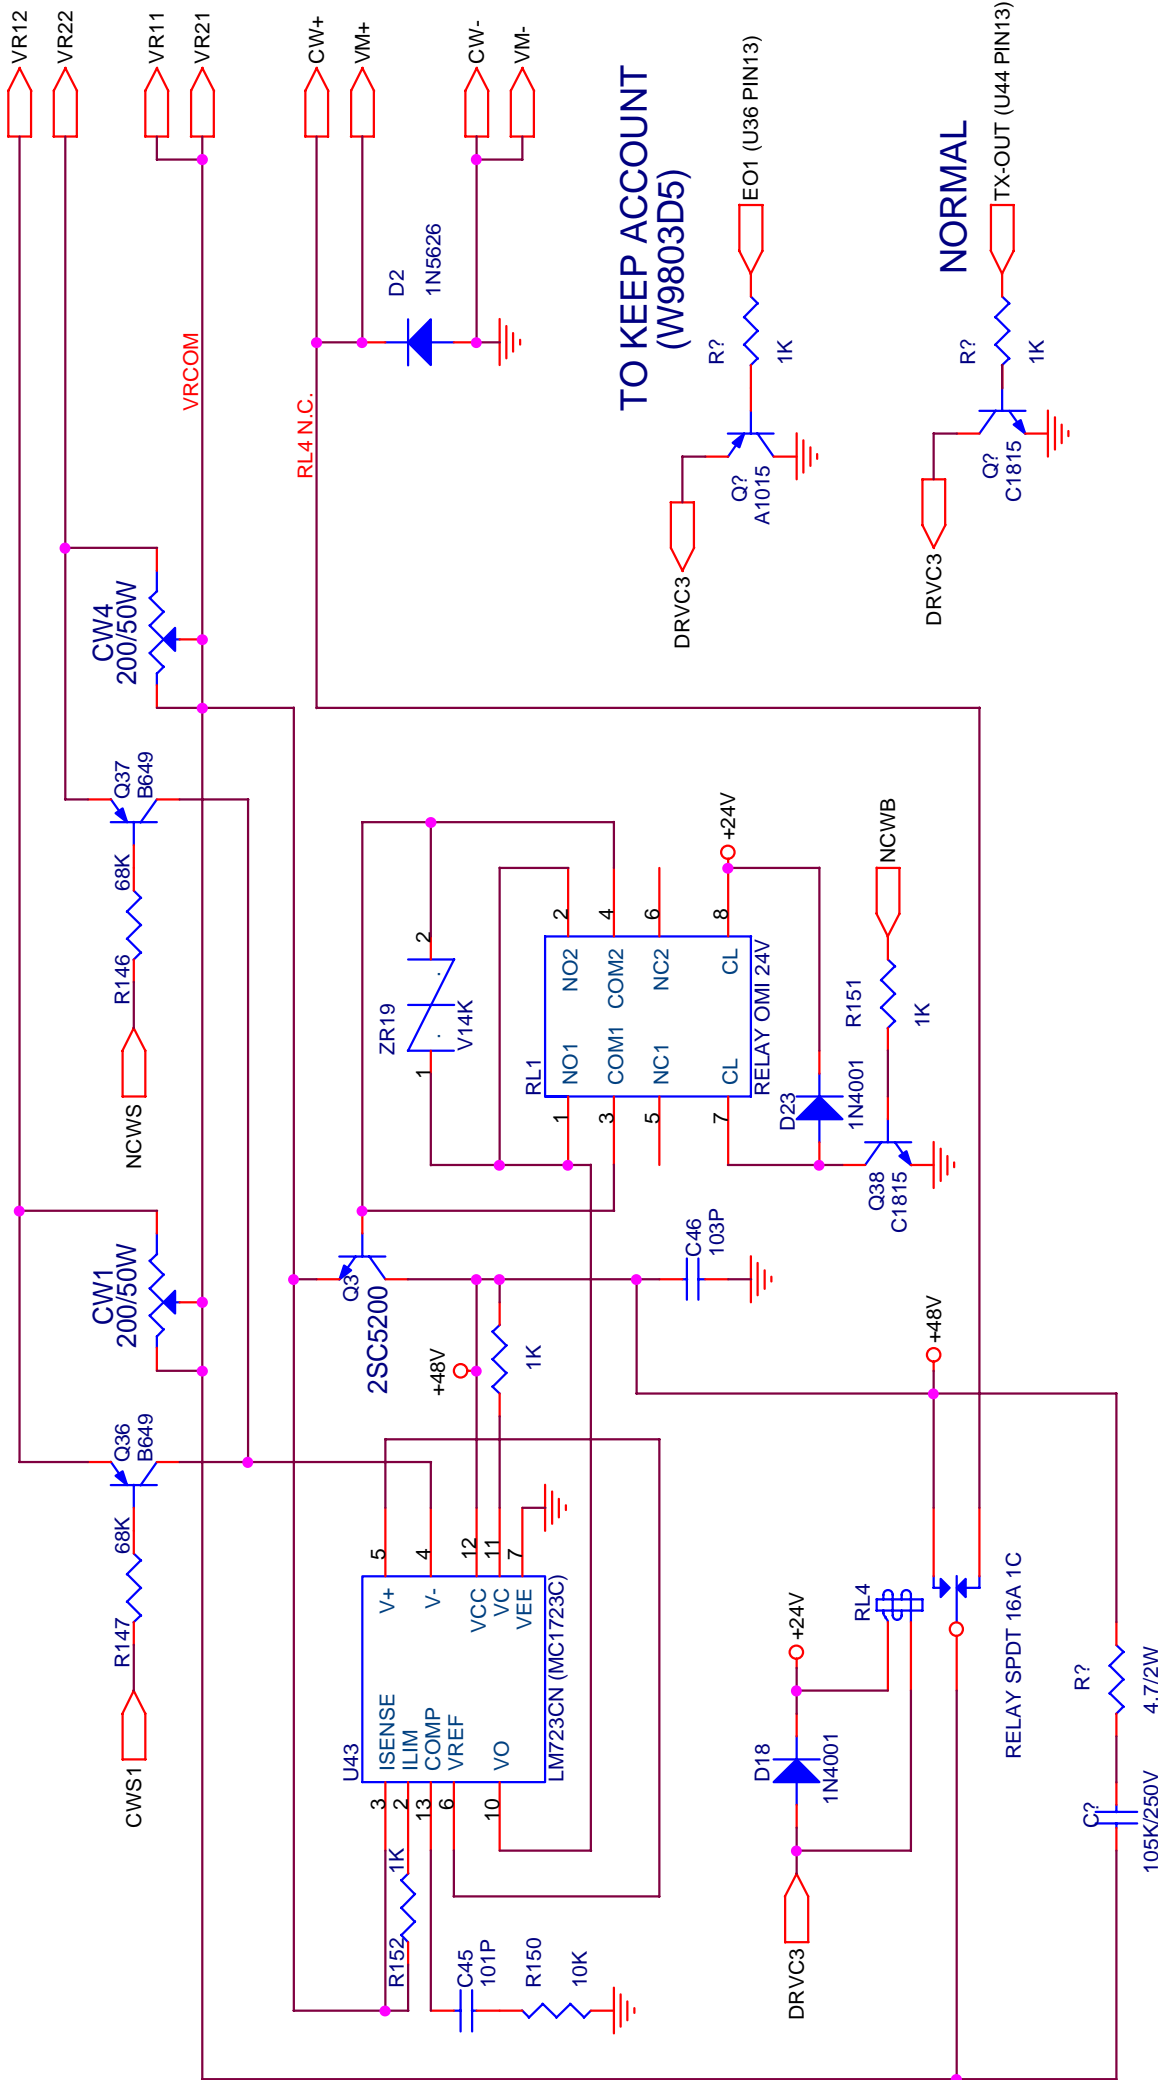 VR12
VR22
VR11
VR21
CW+
VM+
CW-
VM-
VRCOM
RL4 N.C.
D2
1N5626
TO KEEP ACCOUNT
(W9803D5)
EO1 (U36 PIN13)
R?
1K
Q?
A1015
DRVC3
NORMAL
TX-OUT (U44 PIN13)
R?
1K
Q?
C1815
DRVC3
CW4
200/50W
Q37
B649
68K
R146
NCWS
CW1
200/50W
Q36
B649
68K
R147
CWS1
ZR19
V14K
1
2
RL1
RELAY OMI 24V
NO1
COM1
NC1
CL
NO2
COM2
NC2
CL
1
3
5
7
2
4
6
8
+24V
NCWB
R151
1K
D23
1N4001
Q38
C1815
Q3
2SC5200
C46
103P
+48V
1K
U43
LM723CN (MC1723C)
ISENSE
ILIM
COMP
VREF
VO
V+
V-
VCC
VC
VEE
3
2
13
6
10
5
4
12
11
7
R152
1K
C45
101P
R150
10K
+48V
+24V
RL4
RELAY SPDT 16A 1C
D18
1N4001
DRVC3
R?
4.7/2W
C?
105K/250V